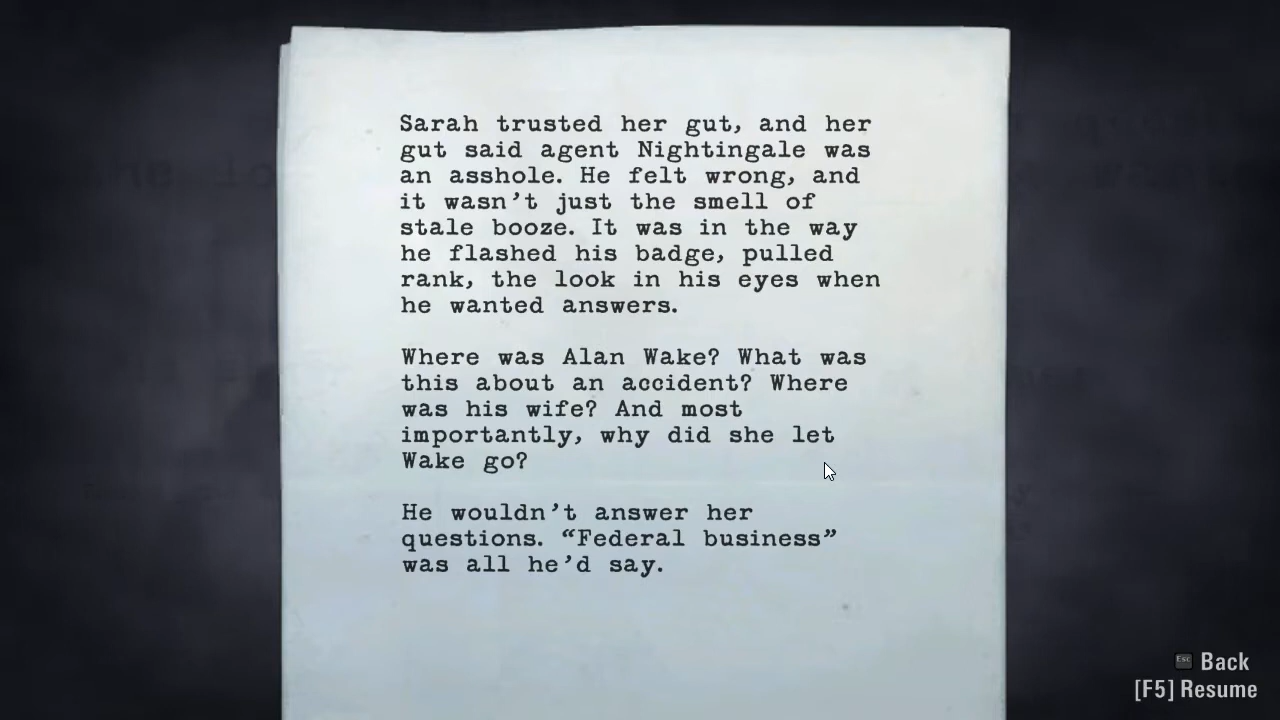 Sarah trusted her gut, and her
gut said agent Nightingale was
an asshole. He felt wrong, and
it wasn’t just the smell of
stale booze. It was in the way
he flashed his badge, pulled
rank, the look in his eyes when
he wanted answers.
Where was Alan Wake? What was
this about an accident? Where
was his wife? And most
importantly, why did she let
Wake go?
He wouldn’t answer her
questions. “Federal business”
was all he’d say.
Esc Back
[F5] Resume